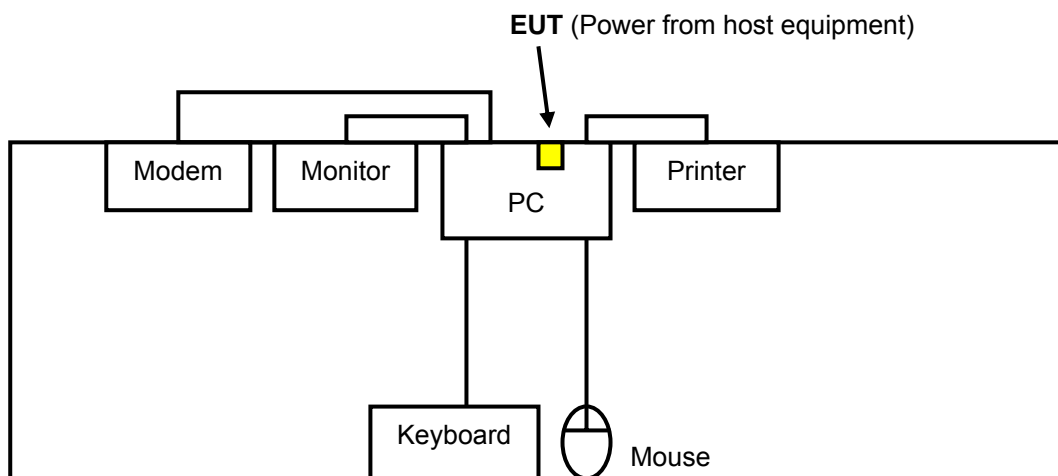 EUT (Power from host equipment)
Modem
Monitor
Printer
PC
Keyboard
Mouse